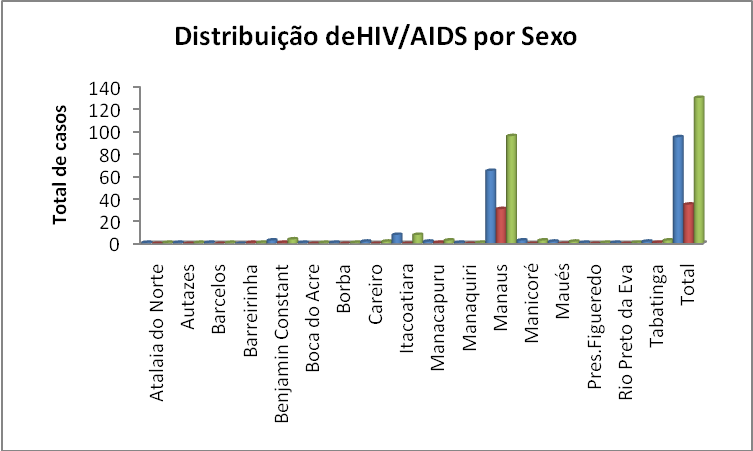 Distribuição deHIV/AIDS por Sexo
Total de casos
140
120
100
80
60
40
20
0
Atalaia do Norte
Autazes
Barcelos
Barreirinha
Benjamin Constant
Boca do Acre
Borba
Careiro
Itacoatiara
Manacapuru
Manaquiri
Manaus
Manicoré
Maués
Pres.Figueredo
Rio Preto da Eva
Tabatinga
Total